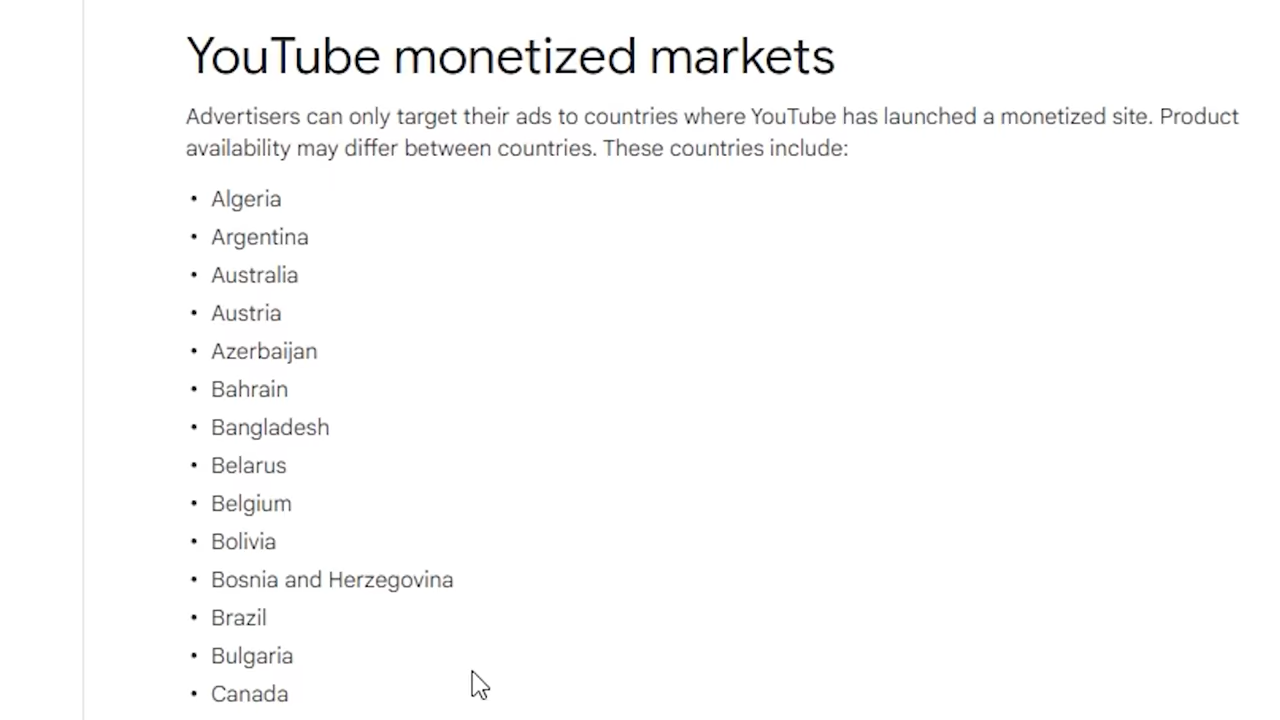 YouTube monetized markets
Advertisers can only target their ads to countries where YouTube has launched a monetized site. Product
availability may differ between countries. These countries include:
• Algeria
• Argentina
• Australia
• Austria
• Azerbaijan
• Bahrain
• Bangladesh
• Belarus
• Belgium
• Bolivia
• Bosnia and Herzegovina
• Brazil
• Bulgaria
• Canada